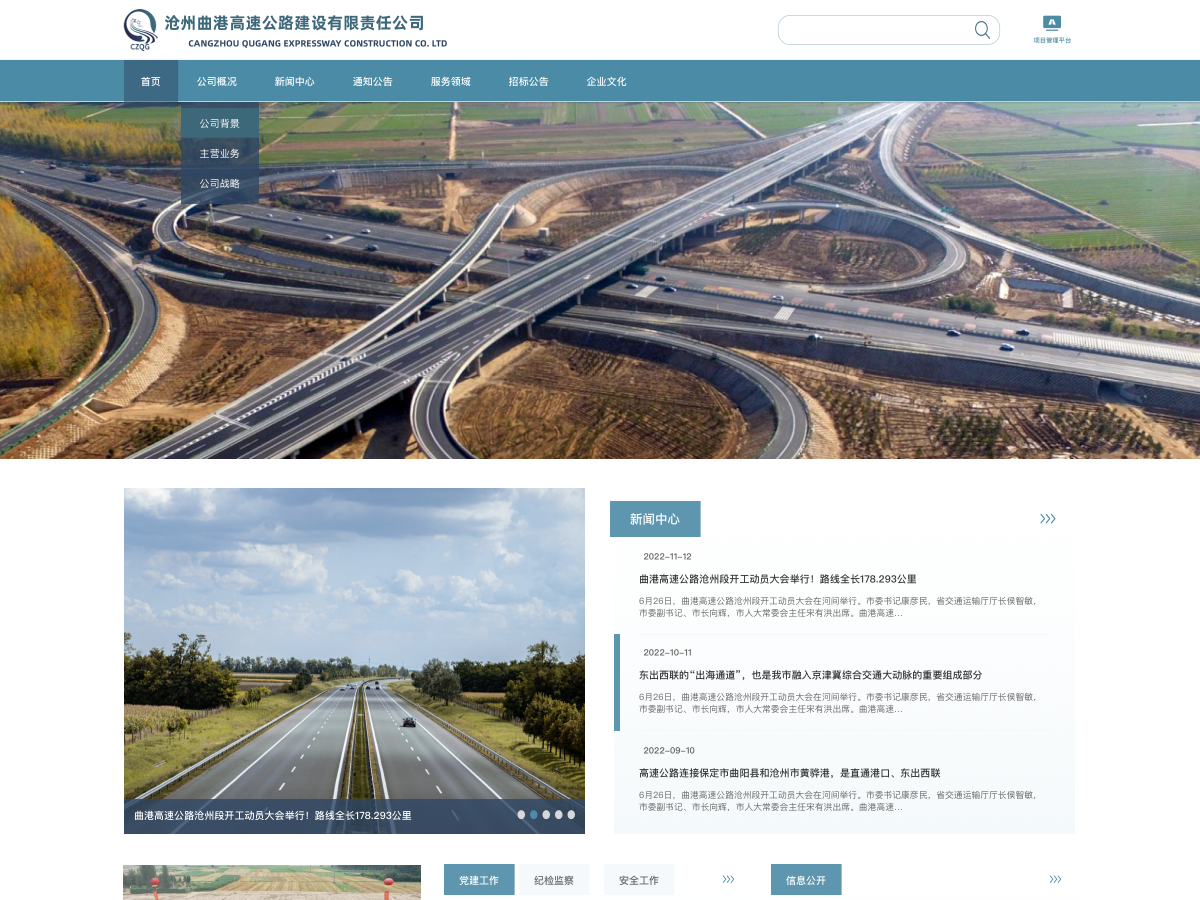 沧州曲港高速公路建设有限责任公司
CANGZHOU QUGANG EXPRESSWAY CONSTRUCTION CO. LTD
CZQG
项目管理平台
首页 公司概况 新闻中心 通知公告 服务领域 招标公告 企业文化
公司背景
主营业务
公司战略
新闻中心
2022-11-12
曲港高速公路沧州段开工动员大会举行！路线全长178.293公里
6月26日，曲港高速公路沧州段开工动员大会在河间举行。市委书记康彦民，省交通运输厅厅长侯智敏，
市委副书记、市长向辉，市人大常委会主任宋有洪出席。曲港高速...
2022-10-11
东出西联的“出海通道”，也是我市融入京津冀综合交通大动脉的重要组成部分
6月26日，曲港高速公路沧州段开工动员大会在河间举行。市委书记康彦民，省交通运输厅厅长侯智敏，
市委副书记、市长向辉，市人大常委会主任宋有洪出席。曲港高速...
2022-09-10
高速公路连接保定市曲阳县和沧州市黄骅港，是直通港口、东出西联
6月26日，曲港高速公路沧州段开工动员大会在河间举行。市委书记康彦民，省交通运输厅厅长侯智敏，
市委副书记、市长向辉，市人大常委会主任宋有洪出席。曲港高速...
曲港高速公路沧州段开工动员大会举行！路线全长178.293公里
党建工作 纪检监察 安全工作
信息公开